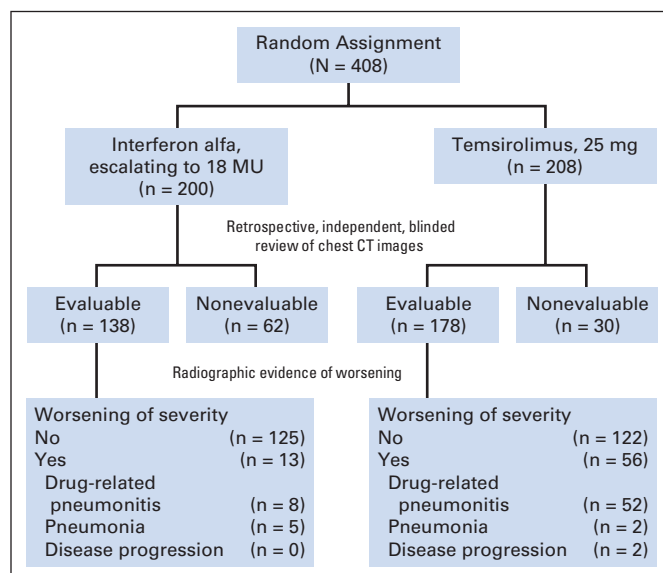 Random Assignment
(N = 408)
Interferon alfa,
escalating to 18 MU
(n = 200)
Temsirolimus, 25 mg
(n = 208)
Retrospective, independent, blinded
review of chest CT images
Evaluable
(n = 138)
Nonevaluable
(n = 62)
Evaluable
(n = 178)
Nonevaluable
(n = 30)
Radiographic evidence of worsening
Worsening of severity
No (n = 125)
Yes (n = 13)
Drug-related
pneumonitis (n = 8)
Pneumonia (n = 5)
Disease progression (n = 0)
Worsening of severity
No (n = 122)
Yes (n = 56)
Drug-related
pneumonitis (n = 52)
Pneumonia (n = 2)
Disease progression (n = 2)